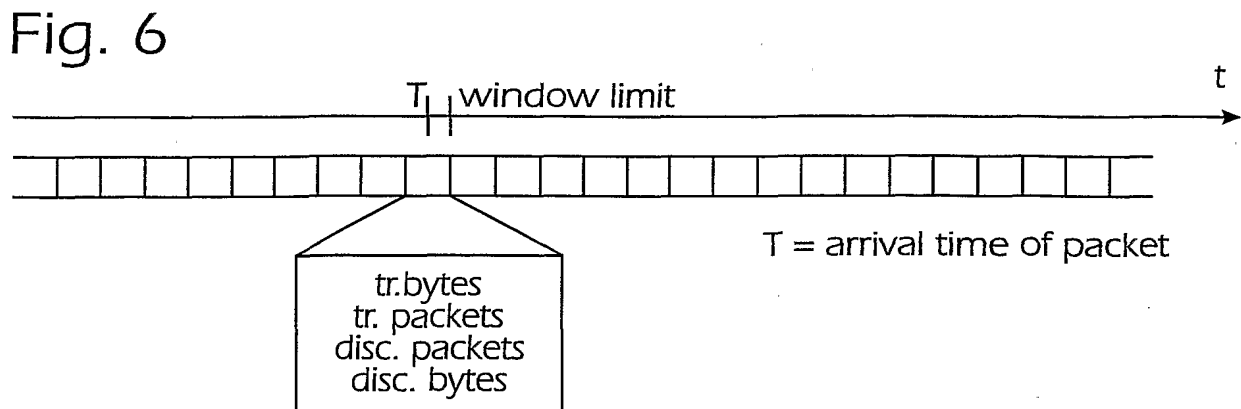 Fig. 6
T window limit
t
T = arrival time of packet
tr.bytes
tr. packets
disc. packets
disc. bytes